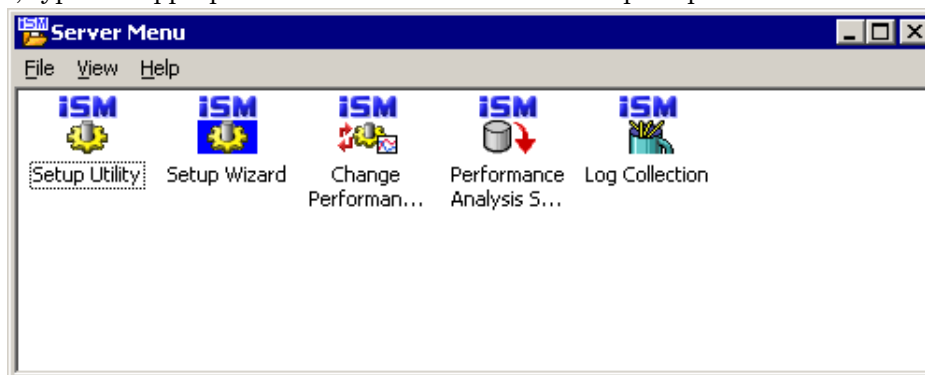 Server Menu
File View Help
iSM iSM iSM iSM iSM
Setup Utility Setup Wizard Change Performan... Performance Analysis S... Log Collection